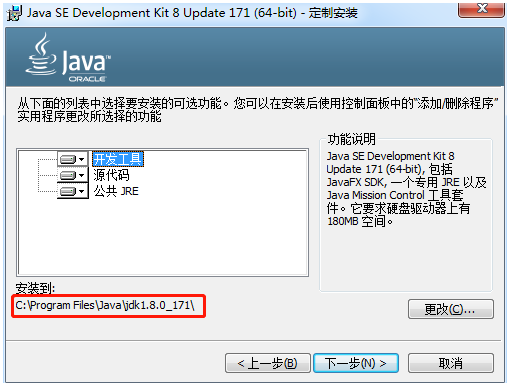 Java SE Development Kit 8 Update 171 (64-bit) - 定制安装
Java™
ORACLE
从下面的列表中选择要安装的可选功能。您可以在安装后使用控制面板中的"添加/删除程序"
实用程序更改所选择的功能
开发工具
源代码
公共 JRE
功能说明
Java SE Development Kit 8
Update 171 (64-bit), 包括
JavaFX SDK, 一个专用 JRE 以及
Java Mission Control 工具套
件。它要求硬盘驱动器上有
180MB 空间。
安装到:
C:\Program Files\Java\jdk1.8.0_171\
更改(C)...
< 上一步(B)
下一步(N) >
取消